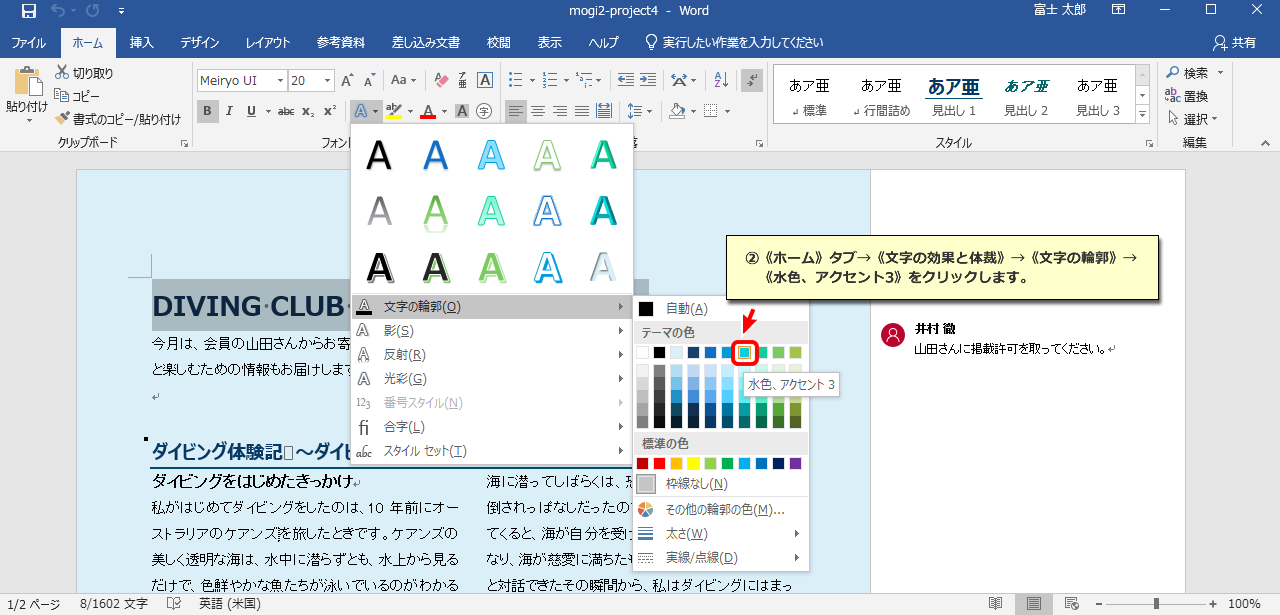 mogi2-project4 - Word
富士 太郎
ファイル
ホーム
挿入
デザイン
レイアウト
参考資料
差し込み文書
校閲
表示
ヘルプ
実行したい作業を入力してください
共有
貼り付け
切り取り
コピー
書式のコピー/貼り付け
クリップボード
Meiryo UI
20
フォン
落
あア亜
標準
あア亜
行間詰め
あア亜
見出し 1
あア亜
見出し 2
あア亜
見出し 3
スタイル
検索
置換
選択
編集
文字の輪郭(O)
影(S)
反射(R)
光彩(G)
番号スタイル(N)
合字(L)
スタイル セット(T)
自動(A)
テーマの色
水色、アクセント 3
標準の色
枠線なし(N)
その他の輪郭の色(M)...
太さ(W)
実線/点線(D)
②《ホーム》タブ→《文字の効果と体裁》→《文字の輪郭》→
《水色、アクセント3》をクリックします。
井村 徹
山田さんに掲載許可を取ってください。
DIVING CLUB
今月は、会員の山田さんからお寄
と楽しむための情報もお届けします
ダイビング体験記 ～ダイビ
ダイビングをはじめたきっかけ
私がはじめてダイビングをしたのは、10 年前にオー
ストラリアのケアンズを旅したときです。ケアンズの
美しく透明な海は、水中に潜らずとも、水上から見る
だけで、色鮮やかな魚たちが泳いでいるのがわかる
海に潜ってしばらくは、恐
倒されっぱなしだったの
てくると、海が自分を受け
なり、海が慈愛に満ちた
と対話できたその瞬間から、私はダイビングにはまっ
1/2 ページ
8/1602 文字
英語 (米国)
100%